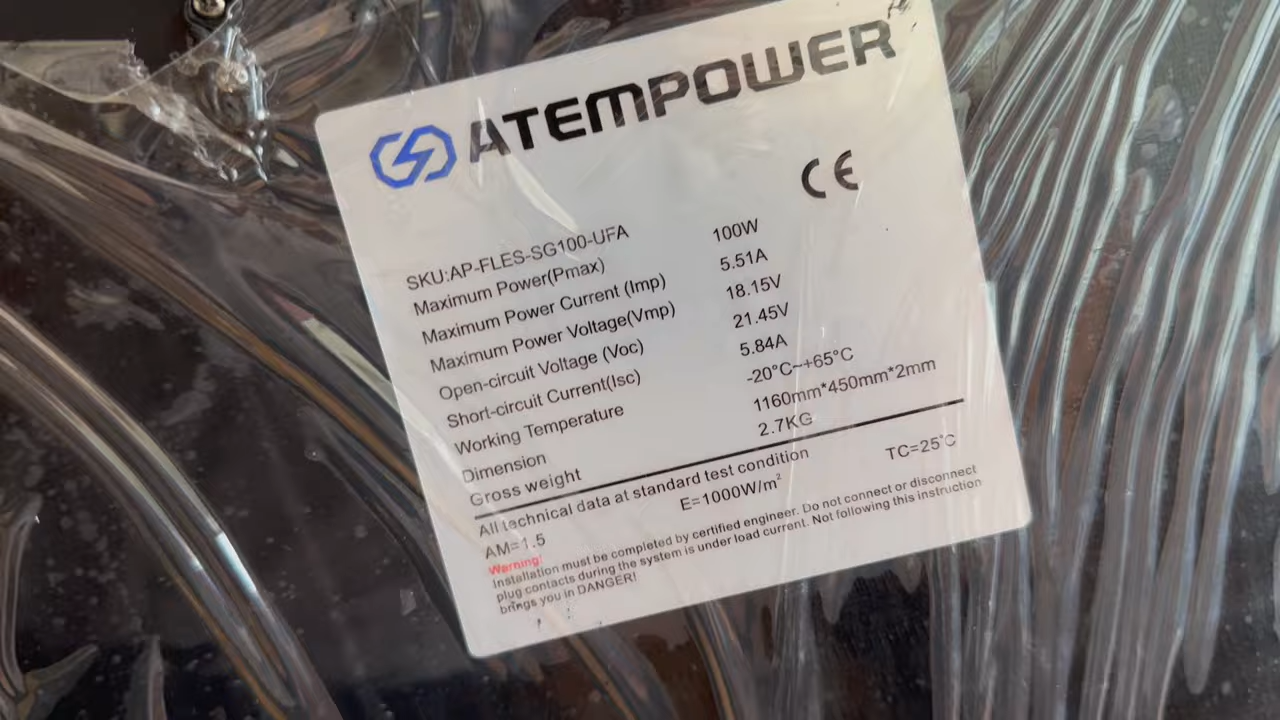 ATEMPOWER
CE
SKU:AP-FLES-SG100-UFA
Maximum Power(Pmax) 100W
Maximum Power Current (Imp) 5.51A
Maximum Power Voltage(Vmp) 18.15V
Open-circuit Voltage (Voc) 21.45V
Short-circuit Current(Isc) 5.84A
Working Temperature -20°C~+65°C
Dimension 1160mm*450mm*2mm
Gross weight 2.7KG
All technical data at standard test condition
AM=1.5 E=1000W/m² TC=25°C
Warning!
Installation must be completed by certified engineer. Do not connect or disconnect
plug contacts during the system is under load current. Not following this instruction
brings you in DANGER!